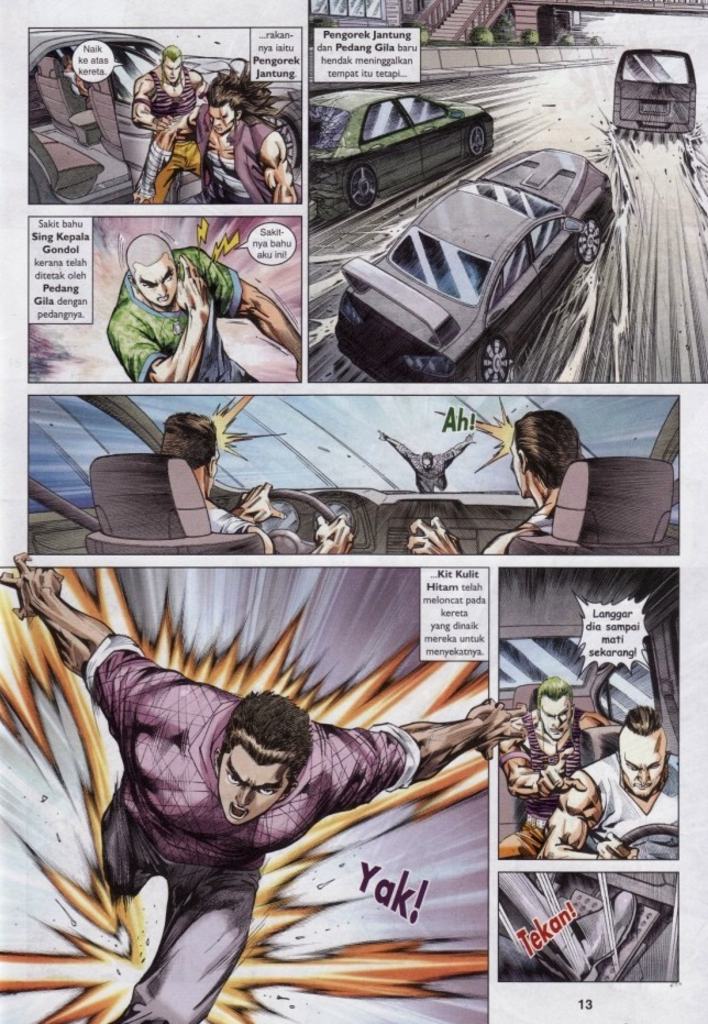 Naik
ke atas
kereta.
...rakan-
nya iaitu
Pengorek
Jantung.
Pengorek Jantung
dan Pedang Gila baru
hendak meninggalkan
tempat itu tetapi...
Sakit bahu
Sing Kepala
Gondol
kerana telah
ditetak oleh
Pedang
Gila dengan
pedangnya.
Sakit-
nya bahu
aku ini!
Ah!
...Kit Kulit
Hitam telah
meloncat pada
kereta
yang dinaik
mereka untuk
menyekatnya.
Yak!
Langgar
dia sampai
mati
sekarang!
Tekan!
13